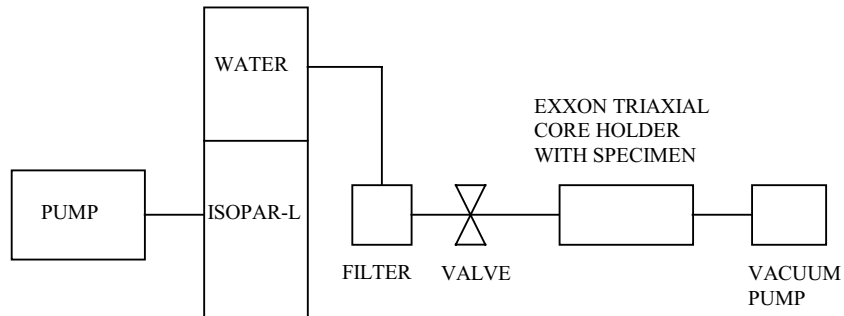 WATER
EXXON TRIAXIAL
CORE HOLDER
WITH SPECIMEN
PUMP
ISOPAR-L
FILTER
VALVE
VACUUM
PUMP